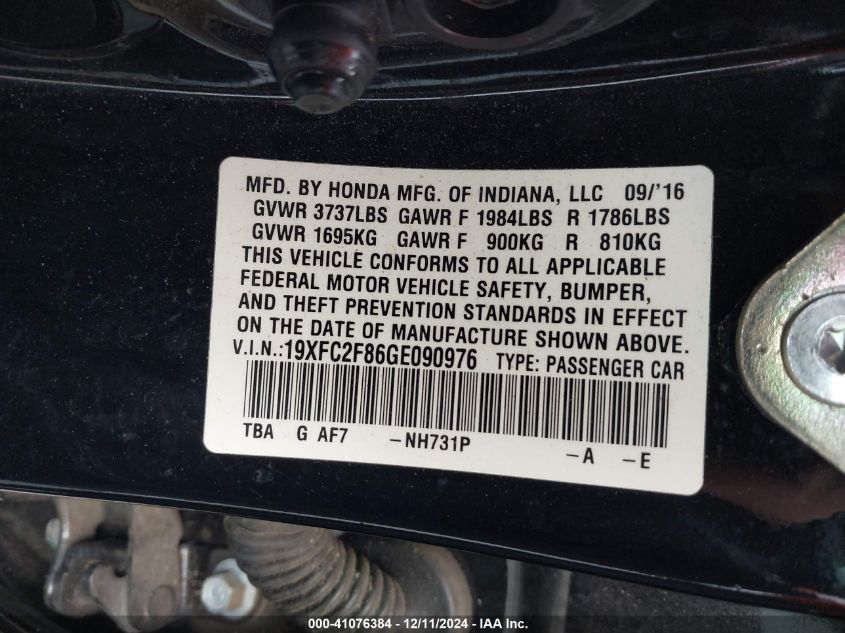 MFD. BY HONDA MFG. OF INDIANA, LLC 09/'16
GVWR 3737LBS GAWR F 1984LBS R 1786LBS
GVWR 1695KG GAWR F 900KG R 810KG
THIS VEHICLE CONFORMS TO ALL APPLICABLE
FEDERAL MOTOR VEHICLE SAFETY, BUMPER,
AND THEFT PREVENTION STANDARDS IN EFFECT
ON THE DATE OF MANUFACTURE SHOWN ABOVE.
V.I.N.:19XFC2F86GE090976 TYPE: PASSENGER CAR
TBA G AF7 -NH731P -A -E
000-41076384 - 12/11/2024 - IAA Inc.